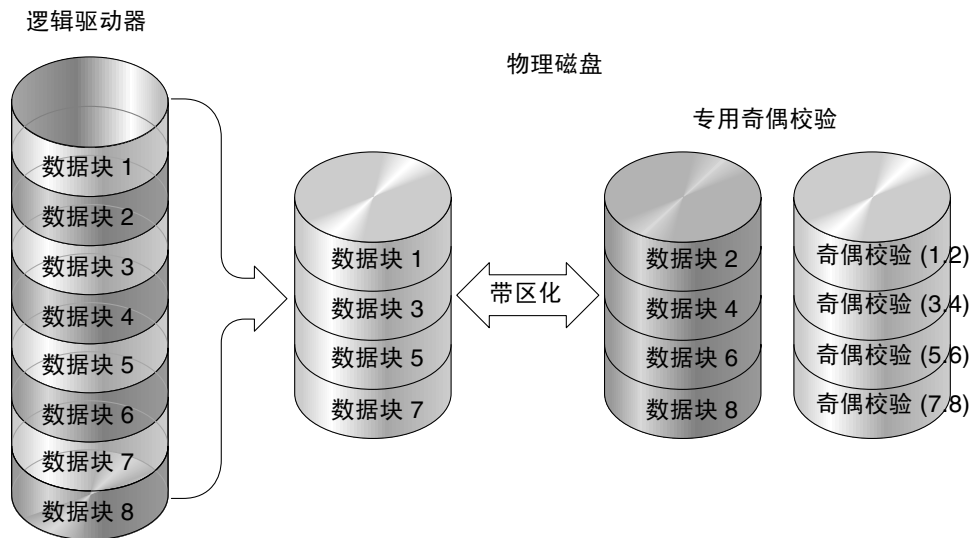 逻辑驱动器
物理磁盘
专用奇偶校验
数据块 1
数据块 2
数据块 3
数据块 4
数据块 5
数据块 6
数据块 7
数据块 8
数据块 1
数据块 3
数据块 5
数据块 7
带区化
数据块 2
数据块 4
数据块 6
数据块 8
奇偶校验 (1,2)
奇偶校验 (3,4)
奇偶校验 (5,6)
奇偶校验 (7,8)